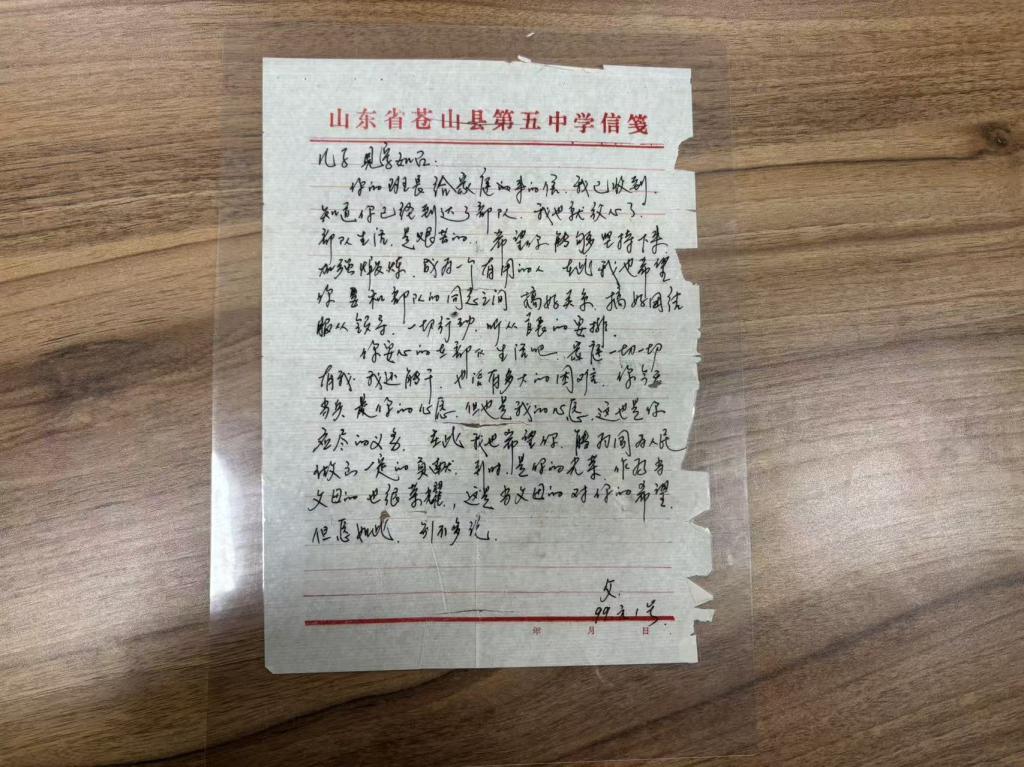 山东省苍山县第五中学信笺
儿子 见字如面：
你的班长给家庭的来的信，我已收到，
知道你已经到达了部队，我也就放心了，
部队生活，是艰苦的，希望你能够坚持下来，
加强煅炼，成为一个有用的人 在此我也希望
你 和部队的同志之间 搞好关系，搞好团结
服从领导，一切行动，听从首长的安排，
你安心的在部队生活吧，家庭一切一切
有我，我还能干，也没有多大的困难，你
当兵 是你的心愿，但也是我的心愿，这也是你
应尽的义务，在此我也希望你，能为国为人民
做出一定的贡献，到时，是你的光荣，作为当
父母的也很荣耀，这是当父母的对你的希望，
但愿如此，别不多说，
父，
99.元1号
年 月 日